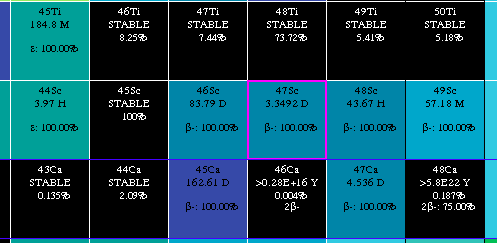 45Ti 46Ti 47Ti 48Ti 49Ti 50Ti
184.8 M STABLE STABLE STABLE STABLE STABLE
8.25% 7.44% 73.72% 5.41% 5.18%
ε: 100.00%
44Sc 45Sc 46Sc 47Sc 48Sc 49Sc
3.97 H STABLE 83.79 D 3.3492 D 43.67 H 57.18 M
100%
ε: 100.00% β-: 100.00% β-: 100.00% β-: 100.00% β-: 100.00%
43Ca 44Ca 45Ca 46Ca 47Ca 48Ca
STABLE STABLE 162.61 D >0.28E+16 Y 4.536 D >5.8E22 Y
0.135% 2.09% 0.004% 0.187%
β-: 100.00% 2β- β-: 100.00% 2β-: 75.00%